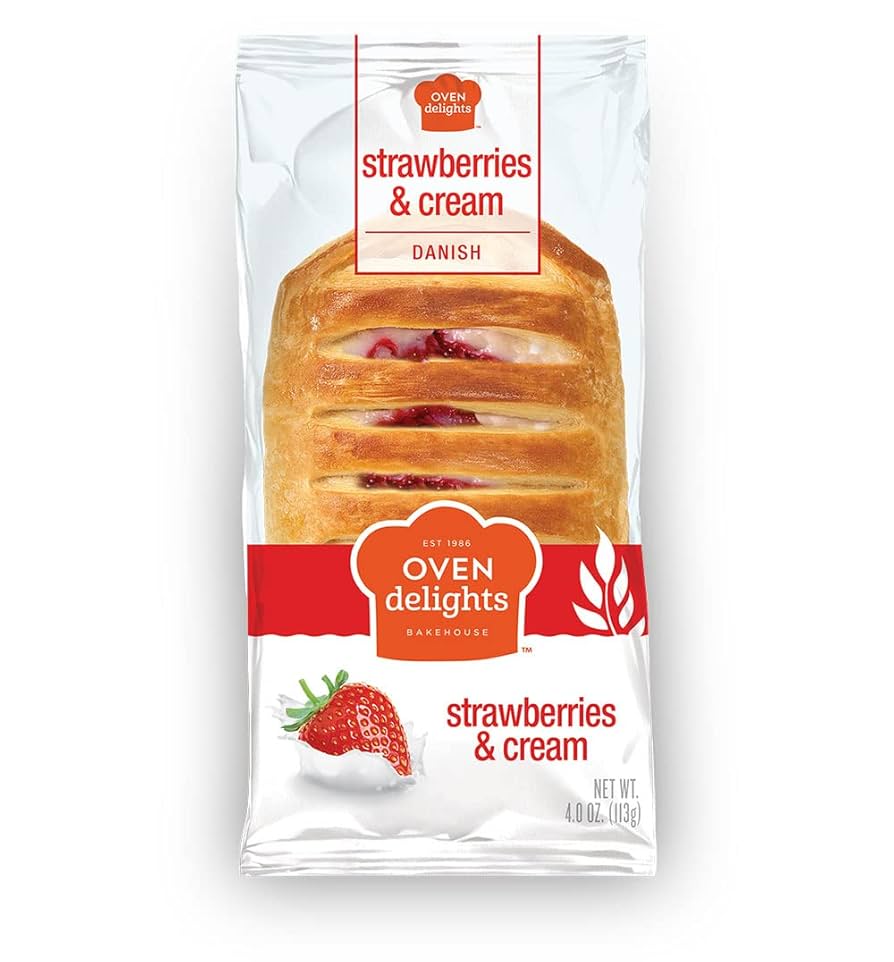 OVEN
delights
strawberries
& cream
DANISH
EST 1986
OVEN
delights
BAKEHOUSE
™
strawberries
& cream
NET WT.
4.0 OZ. (113g)